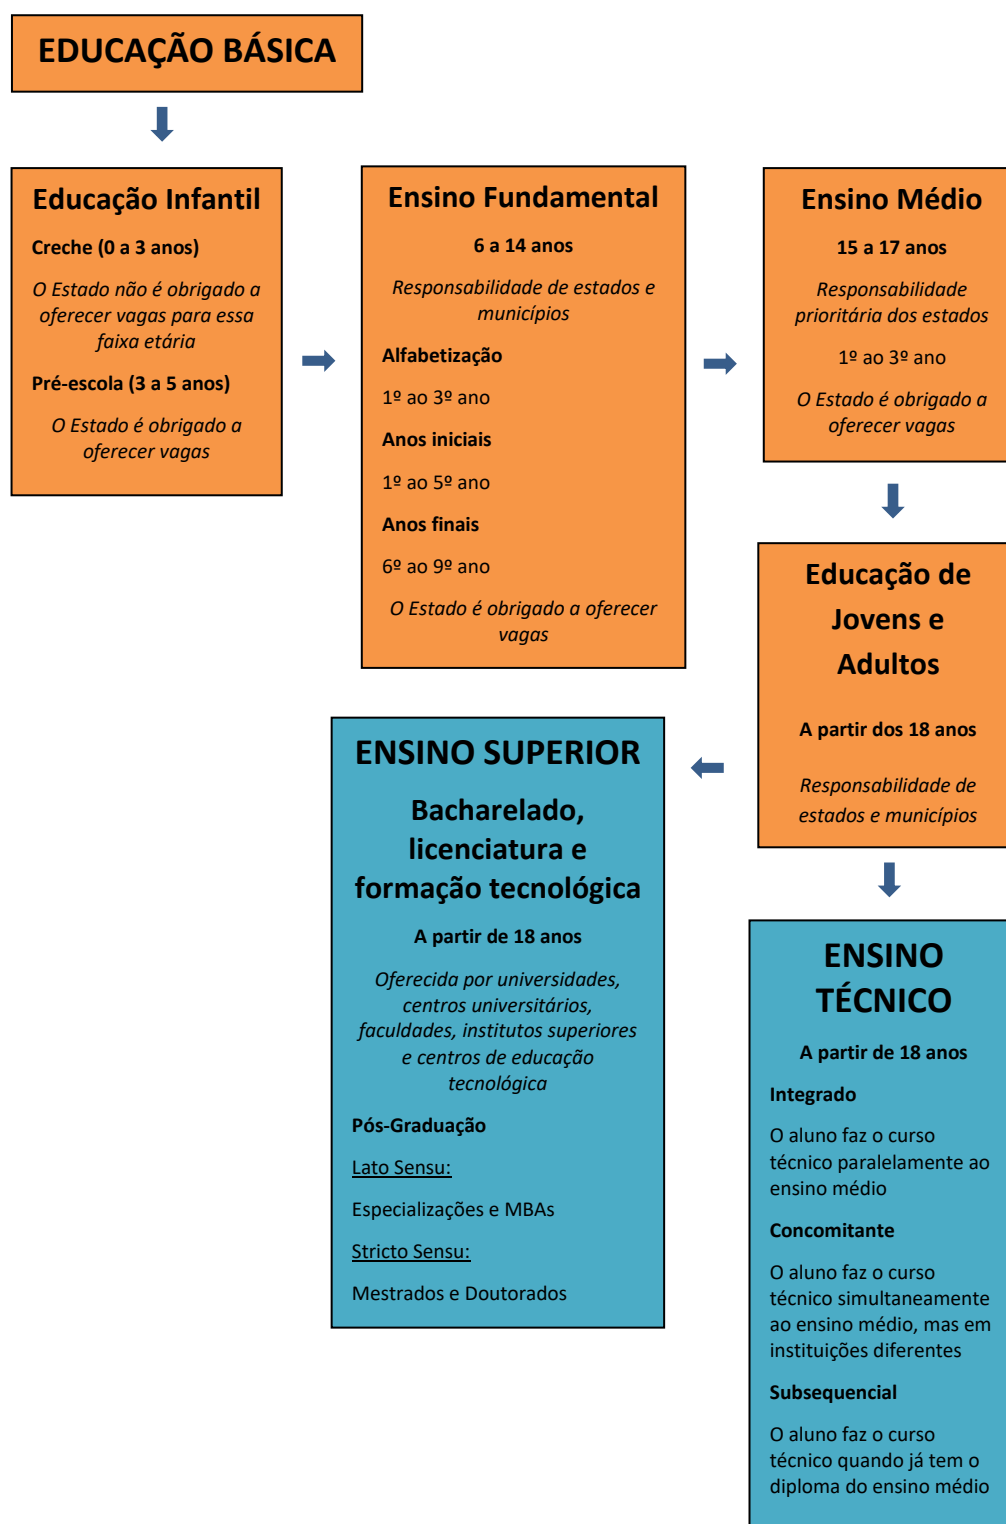 EDUCAÇÃO BÁSICA
Educação Infantil
Creche (0 a 3 anos)
O Estado não é obrigado a
oferecer vagas para essa
faixa etária
Pré-escola (3 a 5 anos)
O Estado é obrigado a
oferecer vagas
Ensino Fundamental
6 a 14 anos
Responsabilidade de estados e
municípios
Alfabetização
1º ao 3º ano
Anos iniciais
1º ao 5º ano
Anos finais
6º ao 9º ano
O Estado é obrigado a oferecer
vagas
Ensino Médio
15 a 17 anos
Responsabilidade
prioritária dos estados
1º ao 3º ano
O Estado é obrigado a
oferecer vagas
Educação de
Jovens e
Adultos
A partir dos 18 anos
Responsabilidade de
estados e municípios
ENSINO SUPERIOR
Bacharelado,
licenciatura e
formação tecnológica
A partir de 18 anos
Oferecida por universidades,
centros universitários,
faculdades, institutos superiores
e centros de educação
tecnológica
Pós-Graduação
Lato Sensu:
Especializações e MBAs
Stricto Sensu:
Mestrados e Doutorados
ENSINO
TÉCNICO
A partir de 18 anos
Integrado
O aluno faz o curso
técnico paralelamente ao
ensino médio
Concomitante
O aluno faz o curso
técnico simultaneamente
ao ensino médio, mas em
instituições diferentes
Subsequencial
O aluno faz o curso
técnico quando já tem o
diploma do ensino médio